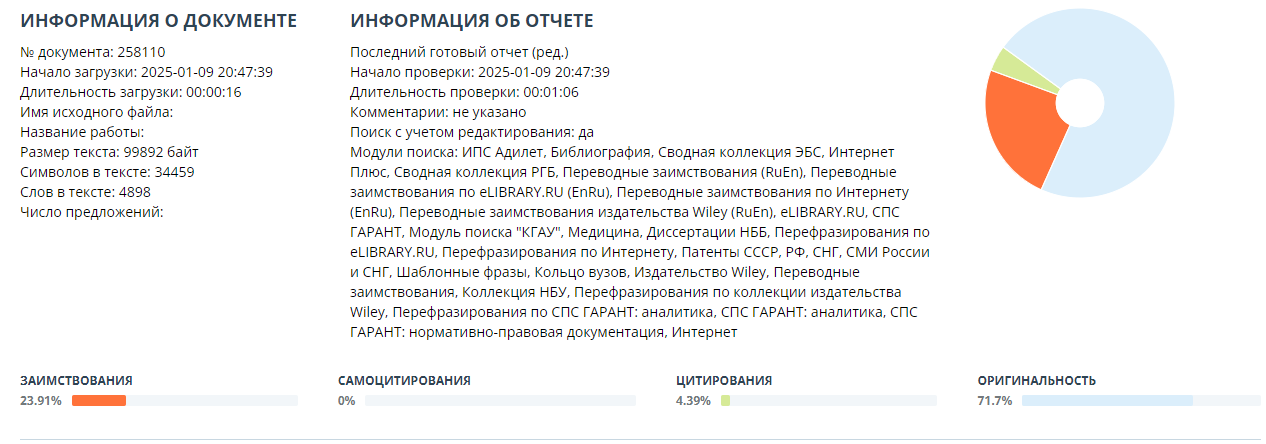 ИНФОРМАЦИЯ О ДОКУМЕНТЕ
№ документа: 258110
Начало загрузки: 2025-01-09 20:47:39
Длительность загрузки: 00:00:16
Имя исходного файла:
Название работы:
Размер текста: 99892 байт
Символов в тексте: 34459
Слов в тексте: 4898
Число предложений:
ИНФОРМАЦИЯ ОБ ОТЧЕТЕ
Последний готовый отчет (ред.)
Начало проверки: 2025-01-09 20:47:39
Длительность проверки: 00:01:06
Комментарии: не указано
Поиск с учетом редактирования: да
Модули поиска: ИПС Адилет, Библиография, Сводная коллекция ЭБС, Интернет
Плюс, Сводная коллекция РГБ, Переводные заимствования (RuEn), Переводные
заимствования по eLIBRARY.RU (EnRu), Переводные заимствования по Интернету
(EnRu), Переводные заимствования издательства Wiley (RuEn), eLIBRARY.RU, СПС
ГАРАНТ, Модуль поиска "КГАУ", Медицина, Диссертации НББ, Перефразирования по
eLIBRARY.RU, Перефразирования по Интернету, Патенты СССР, РФ, СНГ, СМИ России
и СНГ, Шаблонные фразы, Кольцо вузов, Издательство Wiley, Переводные
заимствования, Коллекция НБУ, Перефразирования по коллекции издательства
Wiley, Перефразирования по СПС ГАРАНТ: аналитика, СПС ГАРАНТ: аналитика, СПС
ГАРАНТ: нормативно-правовая документация, Интернет
ЗАИМСТВОВАНИЯ
23.91%
САМОЦИТИРОВАНИЯ
0%
ЦИТИРОВАНИЯ
4.39%
ОРИГИНАЛЬНОСТЬ
71.7%